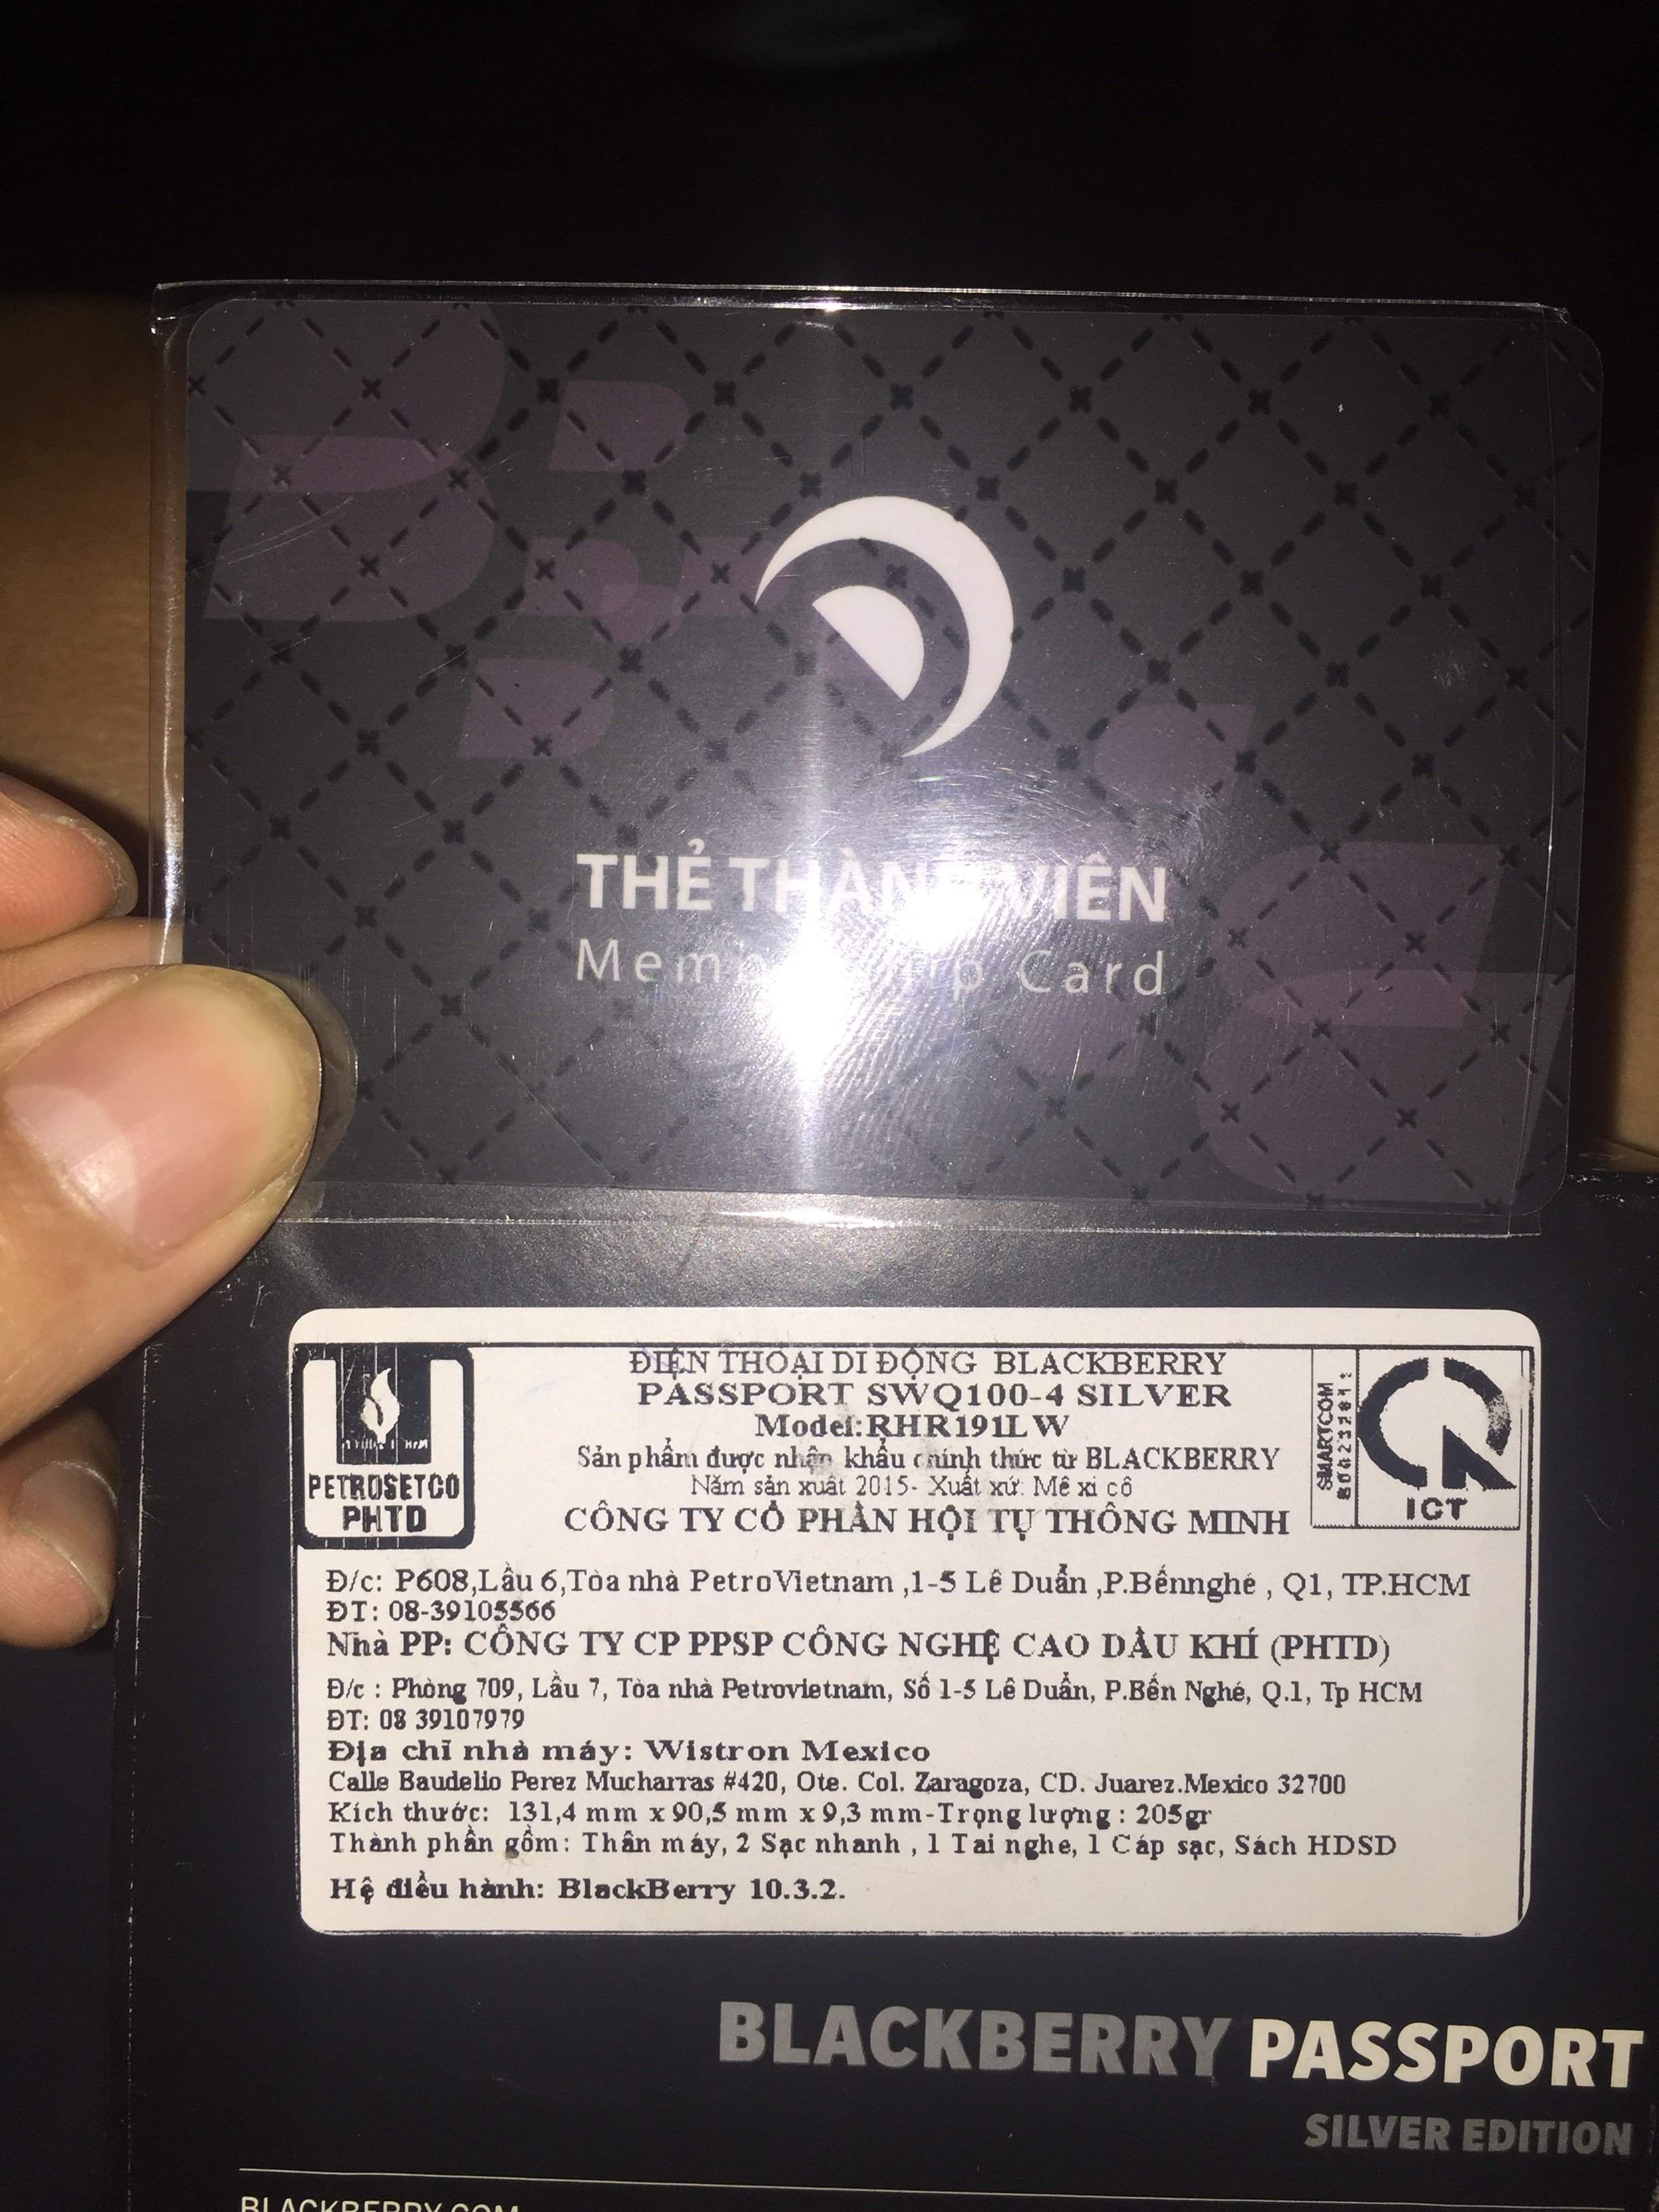 THẺ THÀNH VIÊN
Card
PETROSETCO
PHTD
ĐIỆN THOẠI DI ĐỘNG BLACKBERRY
PASSPORT SWQ100-4 SILVER
Model:RHR191LW
Sản phẩm được nhập khẩu chính thức từ BLACKBERRY
Năm sản xuất 2015- Xuất xứ: Mê xi cô
CÔNG TY CỔ PHẦN HỘI TỤ THÔNG MINH
SMARTCOM
ICT
Đ/c: P608,Lầu 6,Tòa nhà PetroVietnam ,1-5 Lê Duẩn ,P.Bếnnghé , Q1, TP.HCM
ĐT: 08-39105566
Nhà PP: CÔNG TY CP PPSP CÔNG NGHỆ CAO DẦU KHÍ (PHTD)
Đ/c : Phòng 709, Lầu 7, Tòa nhà Petrovietnam, Số 1-5 Lê Duẩn, P.Bến Nghé, Q.1, Tp HCM
ĐT: 08 39107979
Địa chỉ nhà máy: Wistron Mexico
Calle Baudelio Perez Mucharras #420, Ote. Col. Zaragoza, CD. Juarez.Mexico 32700
Kích thước: 131,4 mm x 90,5 mm x 9,3 mm-Trọng lượng : 205gr
Thành phần gồm: Thân máy, 2 Sạc nhanh , 1 Tai nghe, 1 Cáp sạc, Sách HDSD
Hệ điều hành: BlackBerry 10.3.2.
BLACKBERRY PASSPORT
SILVER EDITION
BLACKBERRY.COM